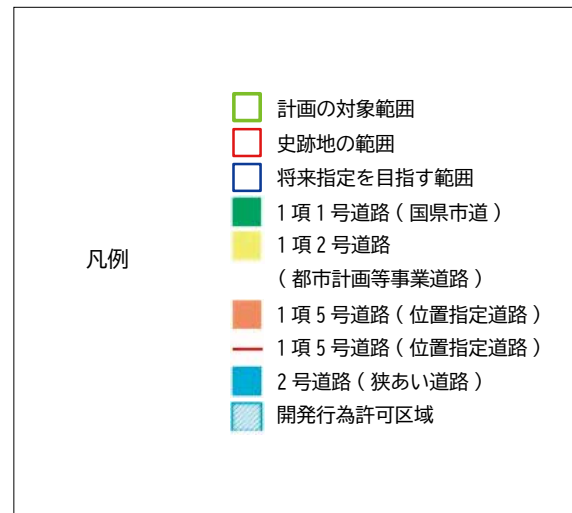 計画の対象範囲
史跡地の範囲
将来指定を目指す範囲
1項1号道路(国県市道)
1項2号道路
凡例
(都市計画等事業道路)
1項5号道路(位置指定道路)
1項5号道路(位置指定道路)
2号道路(狭あい道路)
開発行為許可区域